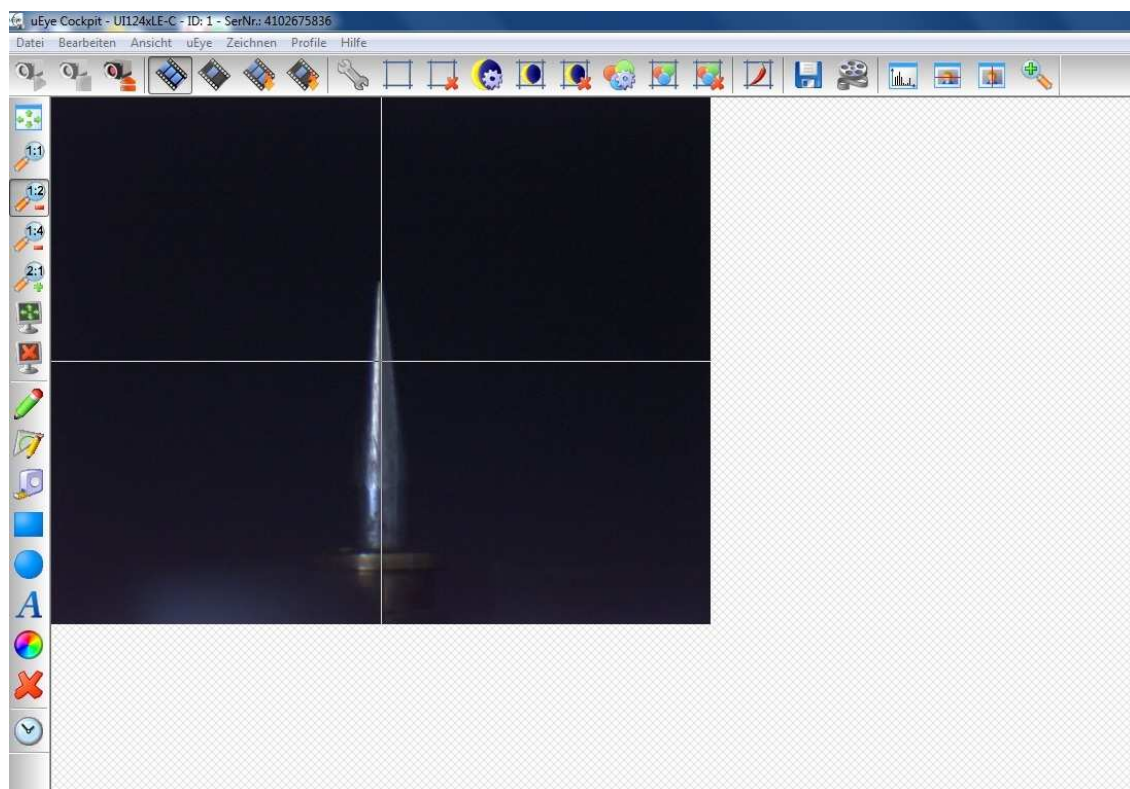 uEye Cockpit - UI124xLE-C - ID: 1 - SerNr.: 4102675836
Datei Bearbeiten Ansicht uEye Zeichnen Profile Hilfe
1:1
1:2
1:4
2:1
A